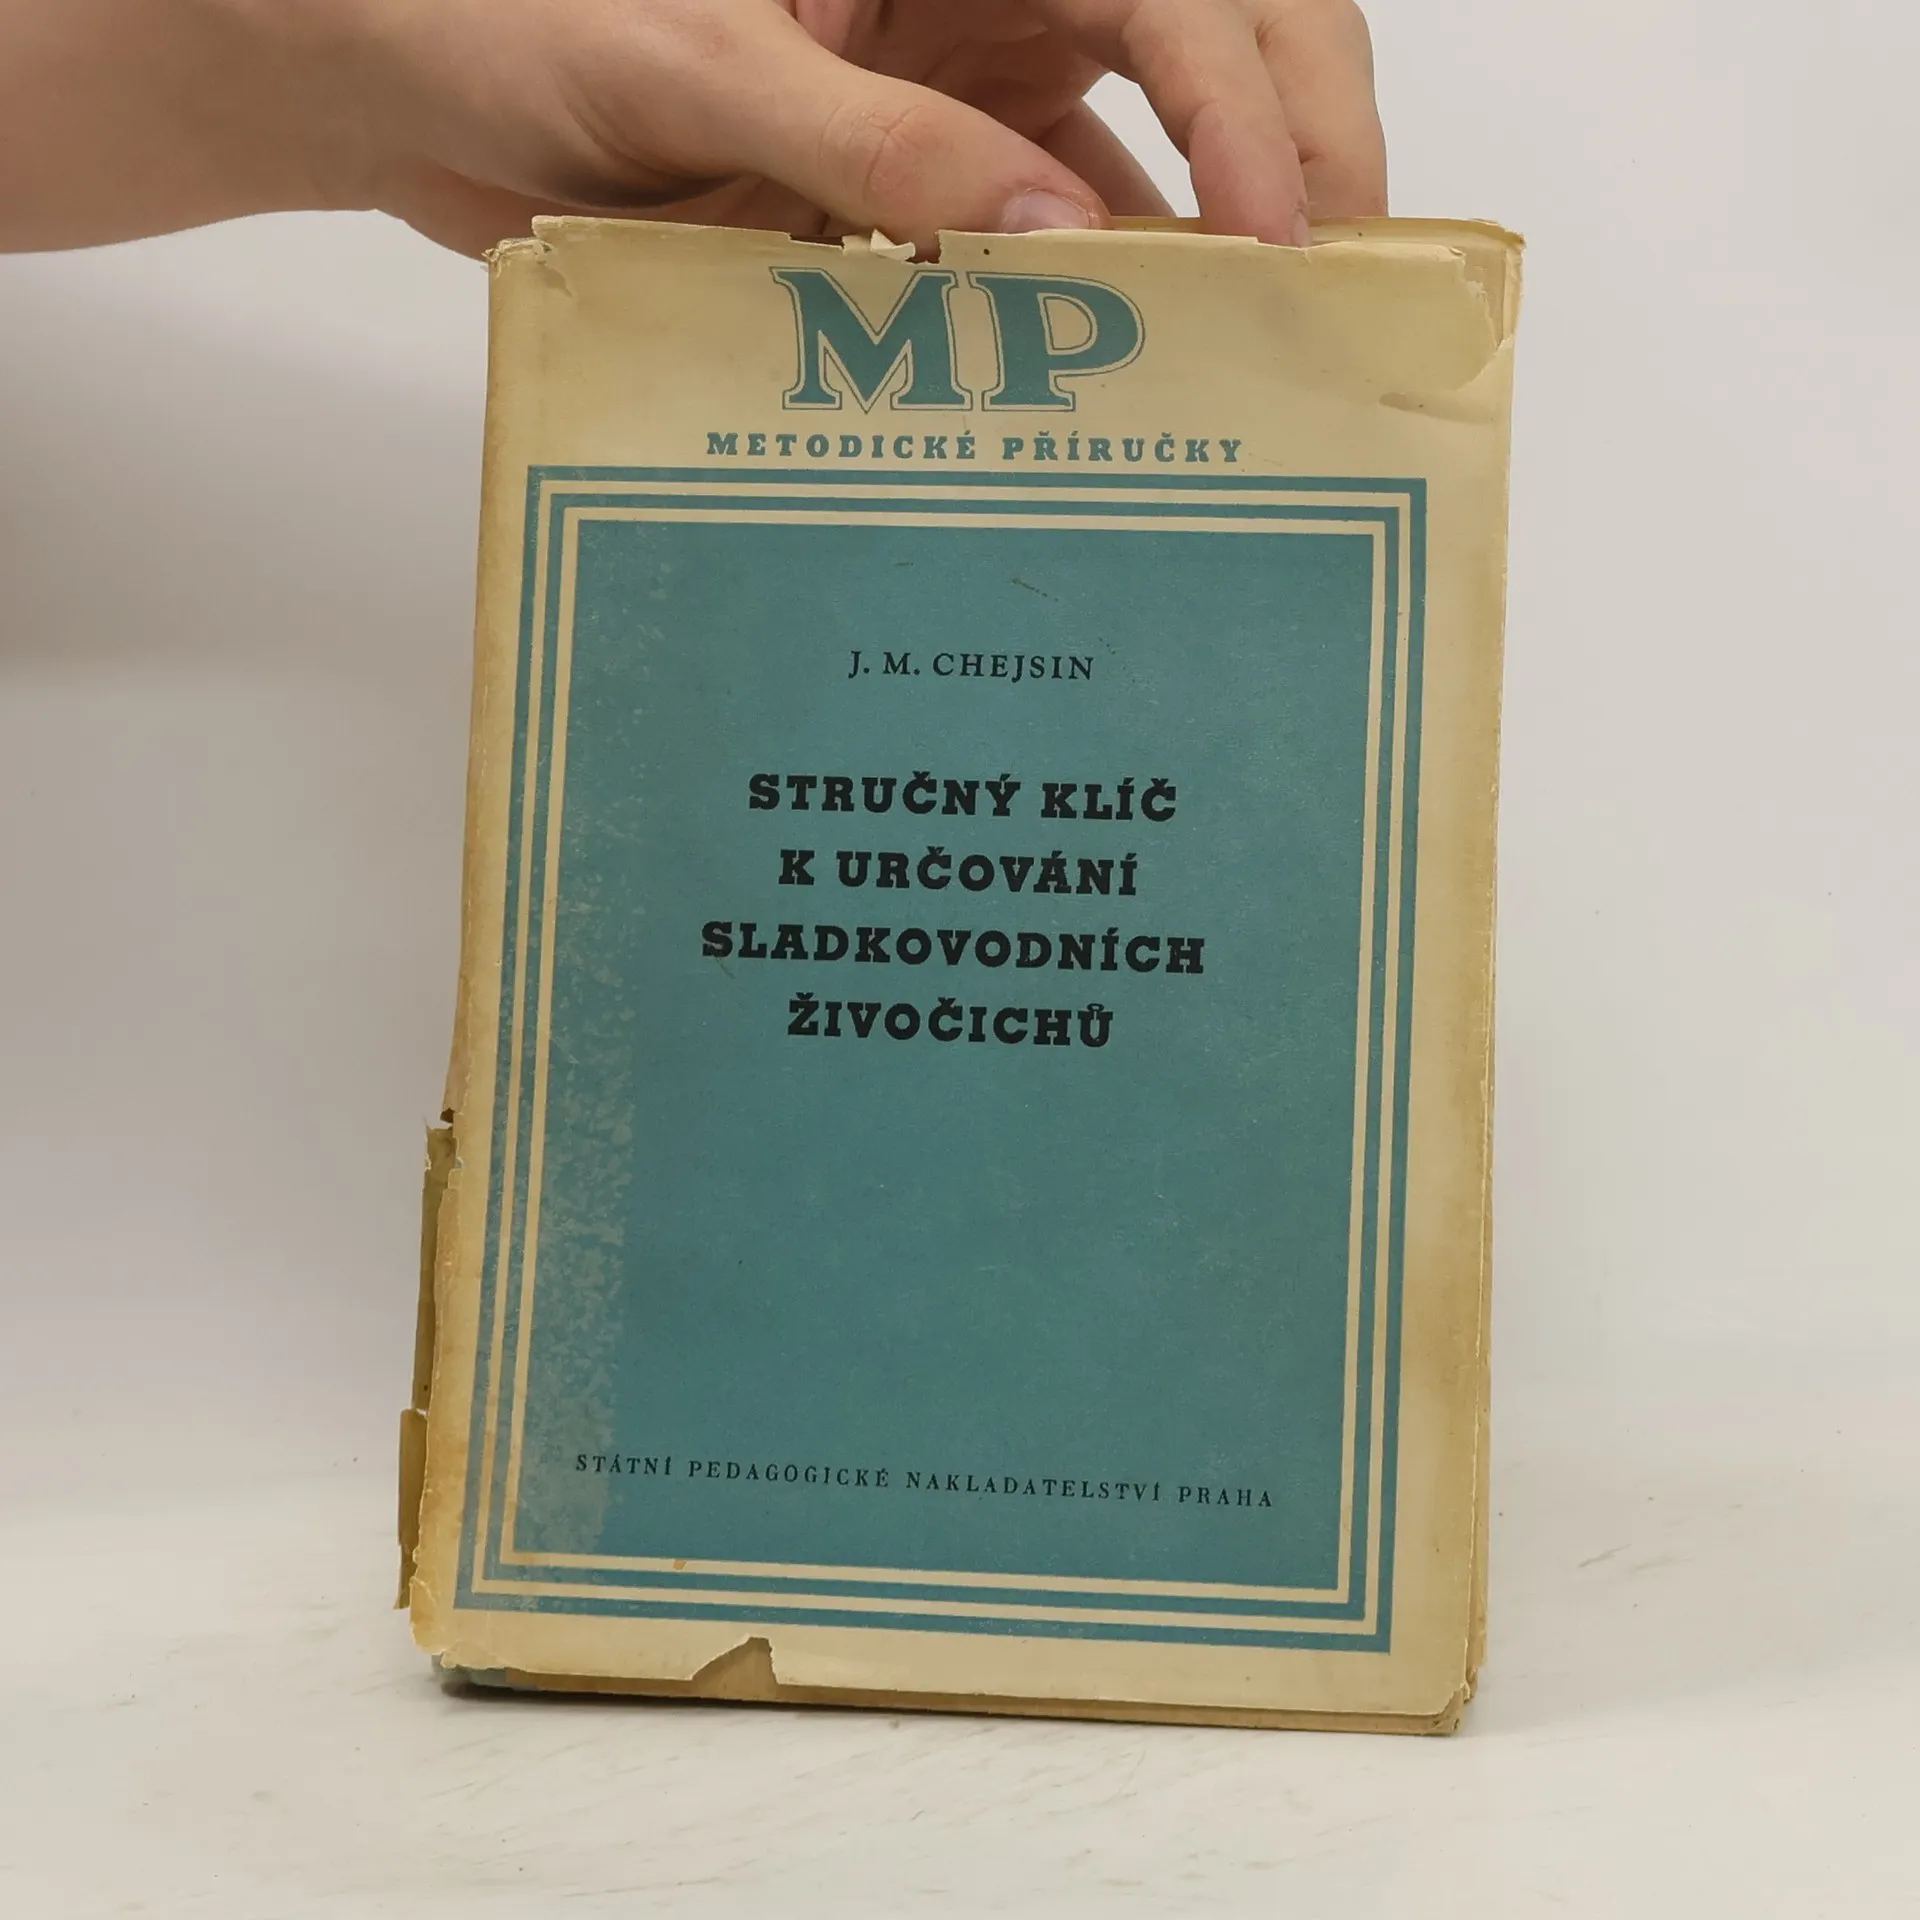 MP
METODICKÉ PŘÍRUČKY
J. M. CHEJSIN
STRUČNÝ KLÍČ
K URČOVÁNÍ
SLADKOVODNÍCH
ŽIVOČICHŮ
STÁTNÍ PEDAGOGICKÉ NAKLADATELSTVÍ PRAHA